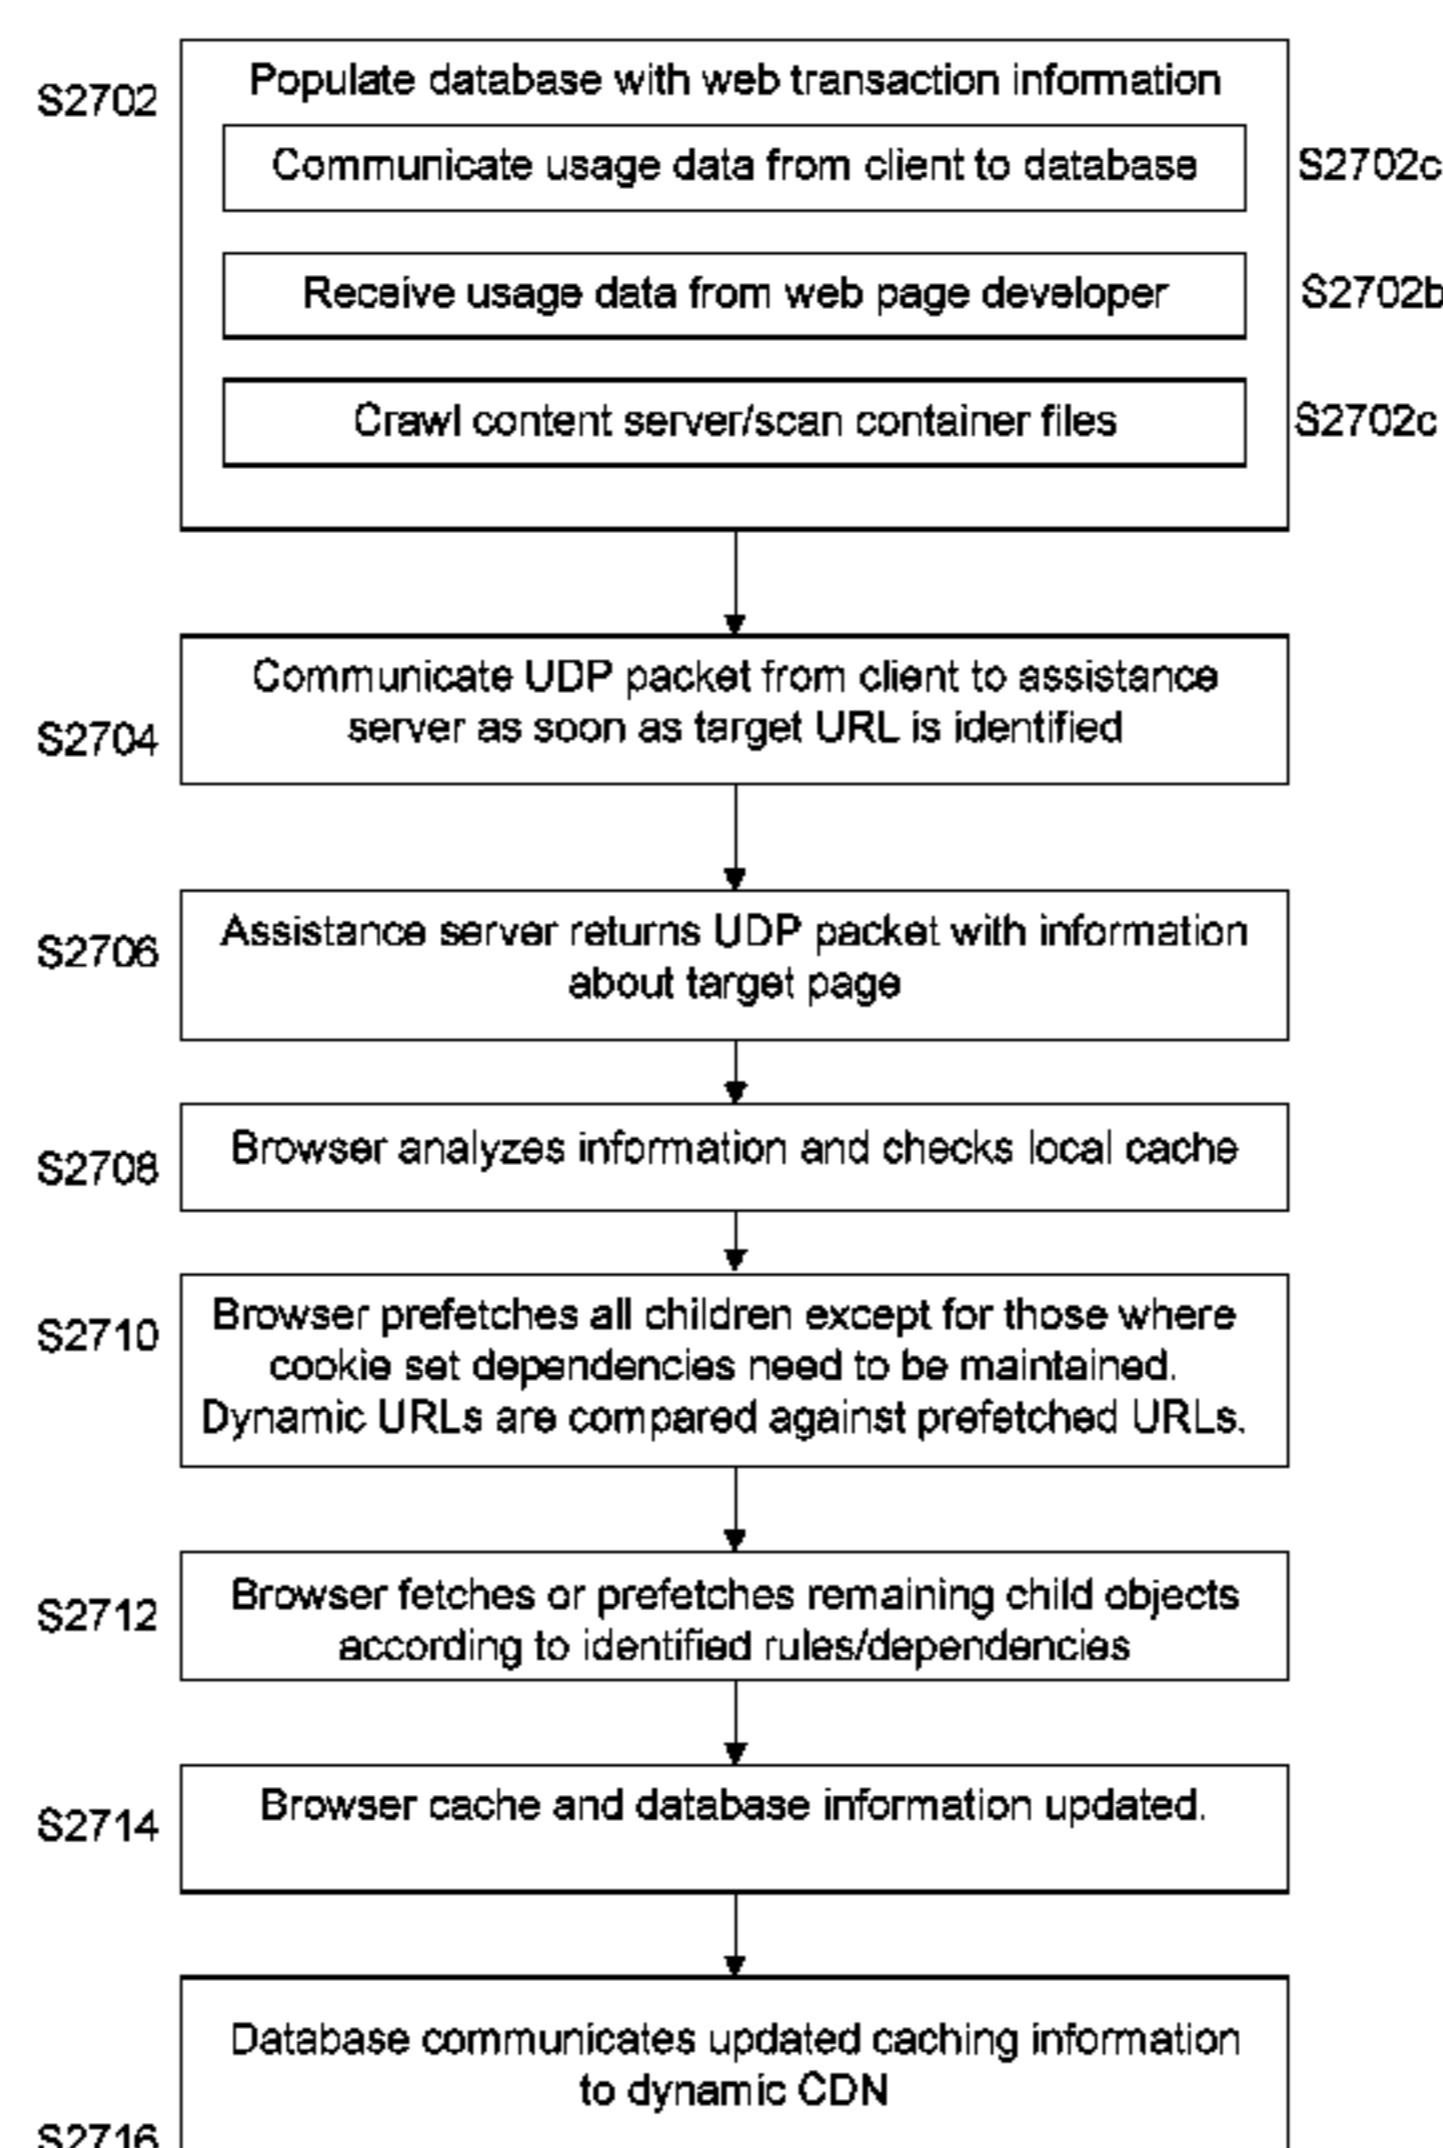 S2702
Populate database with web transaction information
Communicate usage data from client to database
S2702c
Receive usage data from web page developer
S2702b
Crawl content server/scan container files
S2702c
Communicate UDP packet from client to assistance
server as soon as target URL is identified
S2704
Assistance server returns UDP packet with information
about target page
S2706
Browser analyzes information and checks local cache
S2708
Browser prefetches all children except for those where
cookie set dependencies need to be maintained.
Dynamic URLs are compared against prefetched URLs.
S2710
Browser fetches or prefetches remaining child objects
according to identified rules/dependencies
S2712
Browser cache and database information updated.
S2714
Database communicates updated caching information
to dynamic CDN
S2716